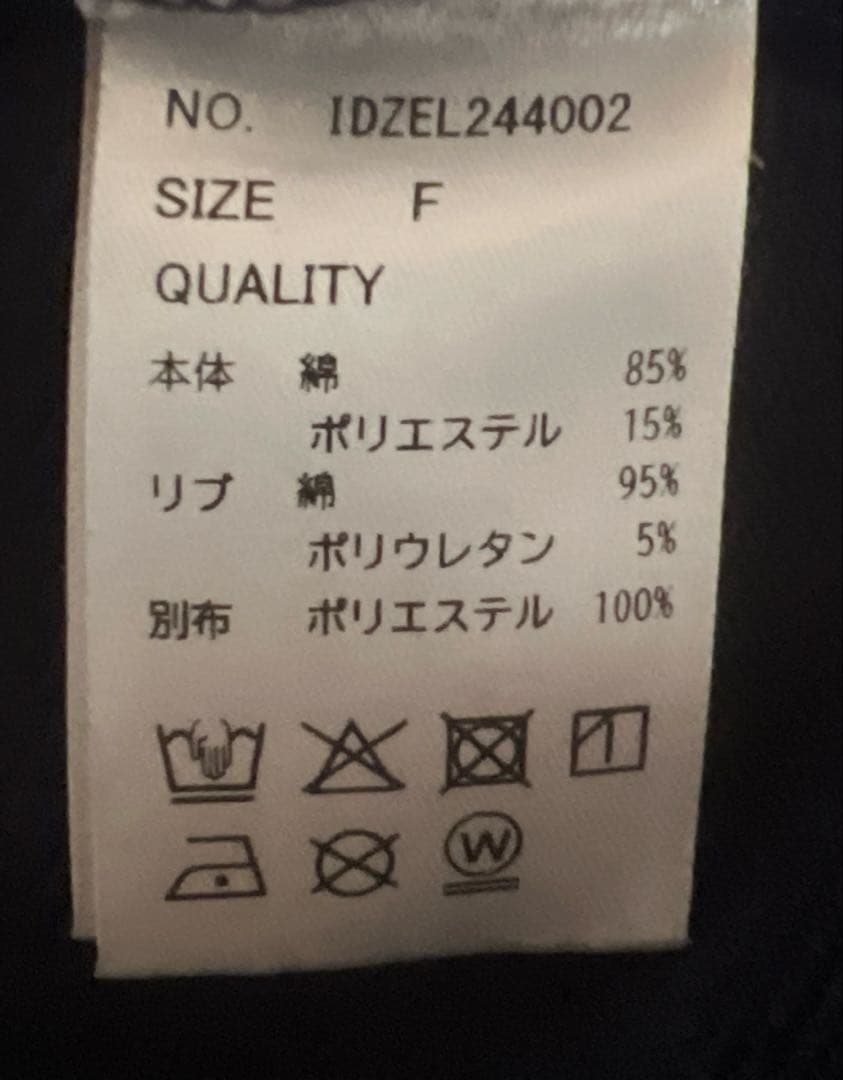 NO. IDZEL244002
SIZE F
QUALITY
本体 綿 85%
ポリエステル 15%
リブ 綿 95%
ポリウレタン 5%
別布 ポリエステル 100%
W